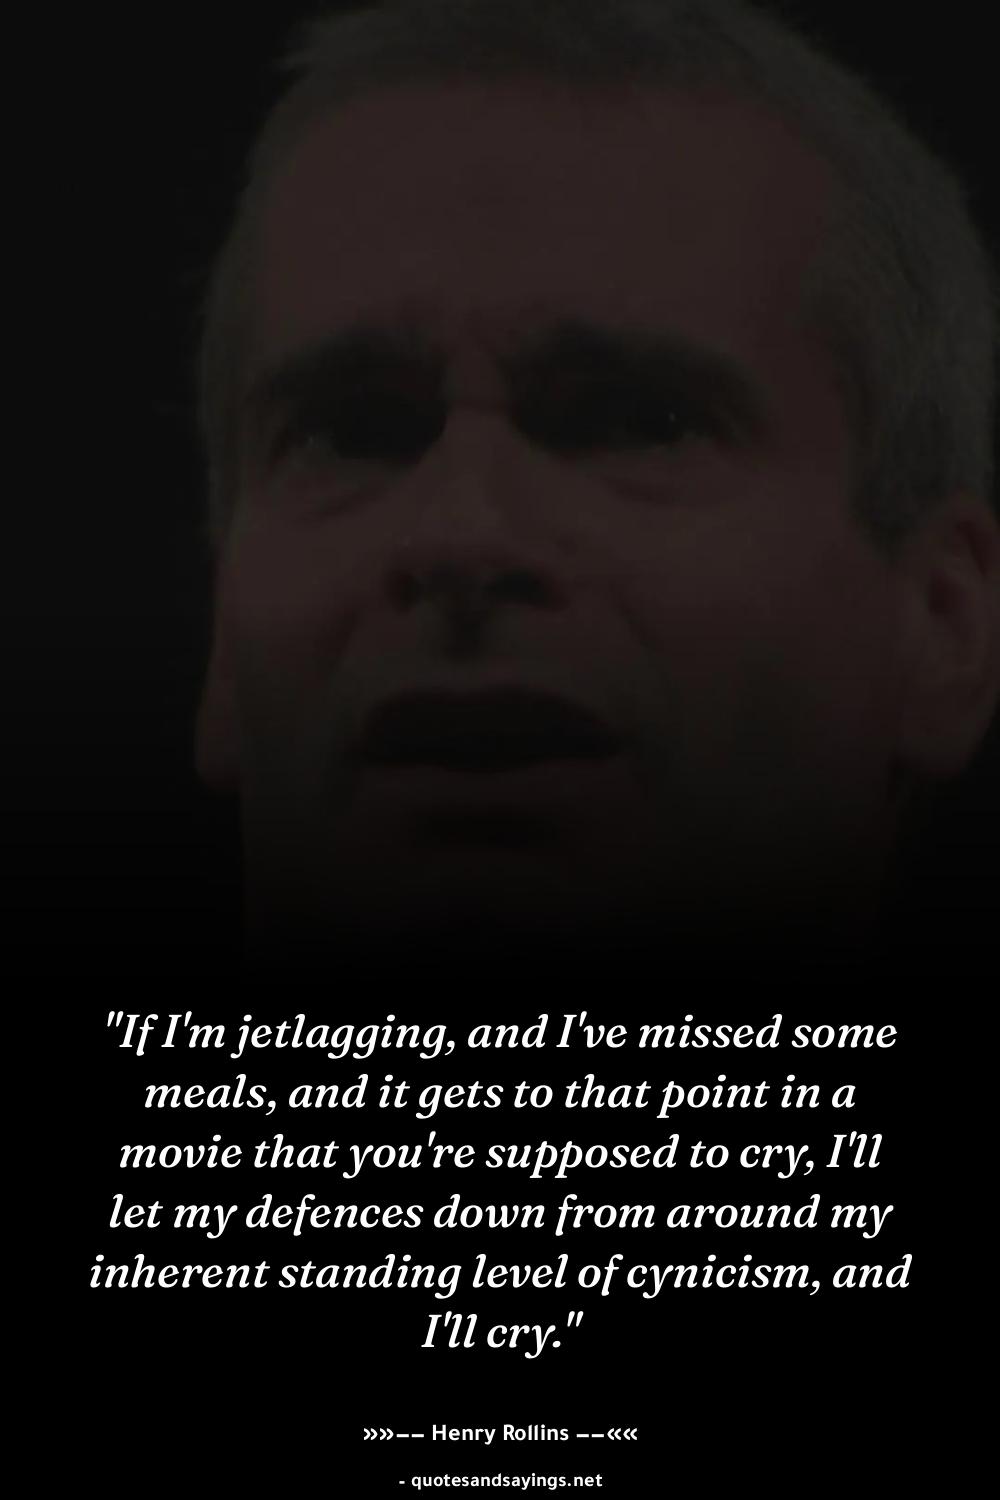 "If I'm jetlagging, and I've missed some
meals, and it gets to that point in a
movie that you're supposed to cry, I'll
let my defences down from around my
inherent standing level of cynicism, and
I'll cry."
»»–– Henry Rollins ––««
- quotesandsayings.net